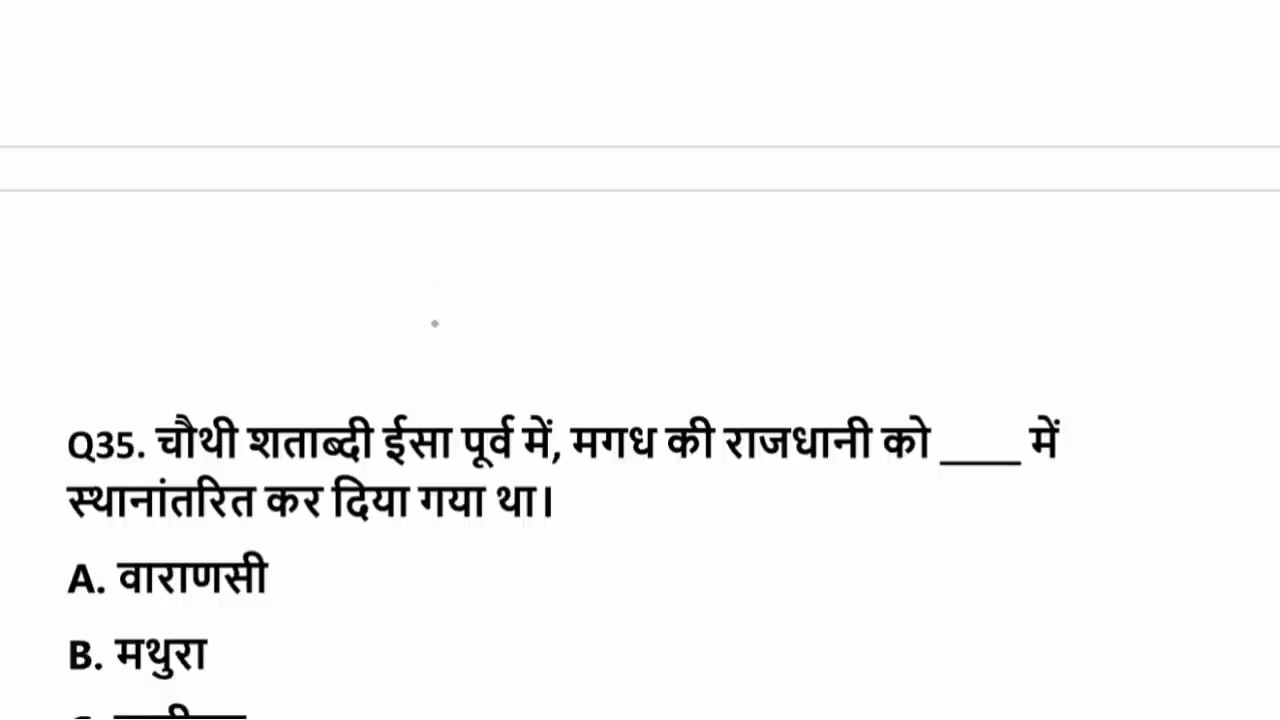 Q35. चौथी शताब्दी ईसा पूर्व में, मगध की राजधानी को ____ में
स्थानांतरित कर दिया गया था।
A. वाराणसी
B. मथुरा